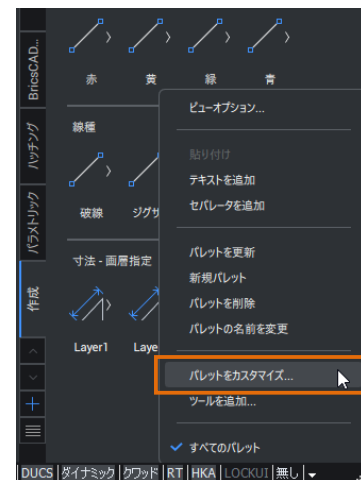 BricsCAD...
ハッチング
パラメトリック
作成
赤 黄 緑 青
線種
破線 ジグザ
寸法 - 画層指定
Layer1 Laye
ビューオプション...
貼り付け
テキストを追加
セパレータを追加
パレットを更新
新規パレット
パレットを削除
パレットの名前を変更
パレットをカスタマイズ...
ツールを追加...
すべてのパレット
DUCS ダイナミック クワッド RT HKA LOCKUI 無し